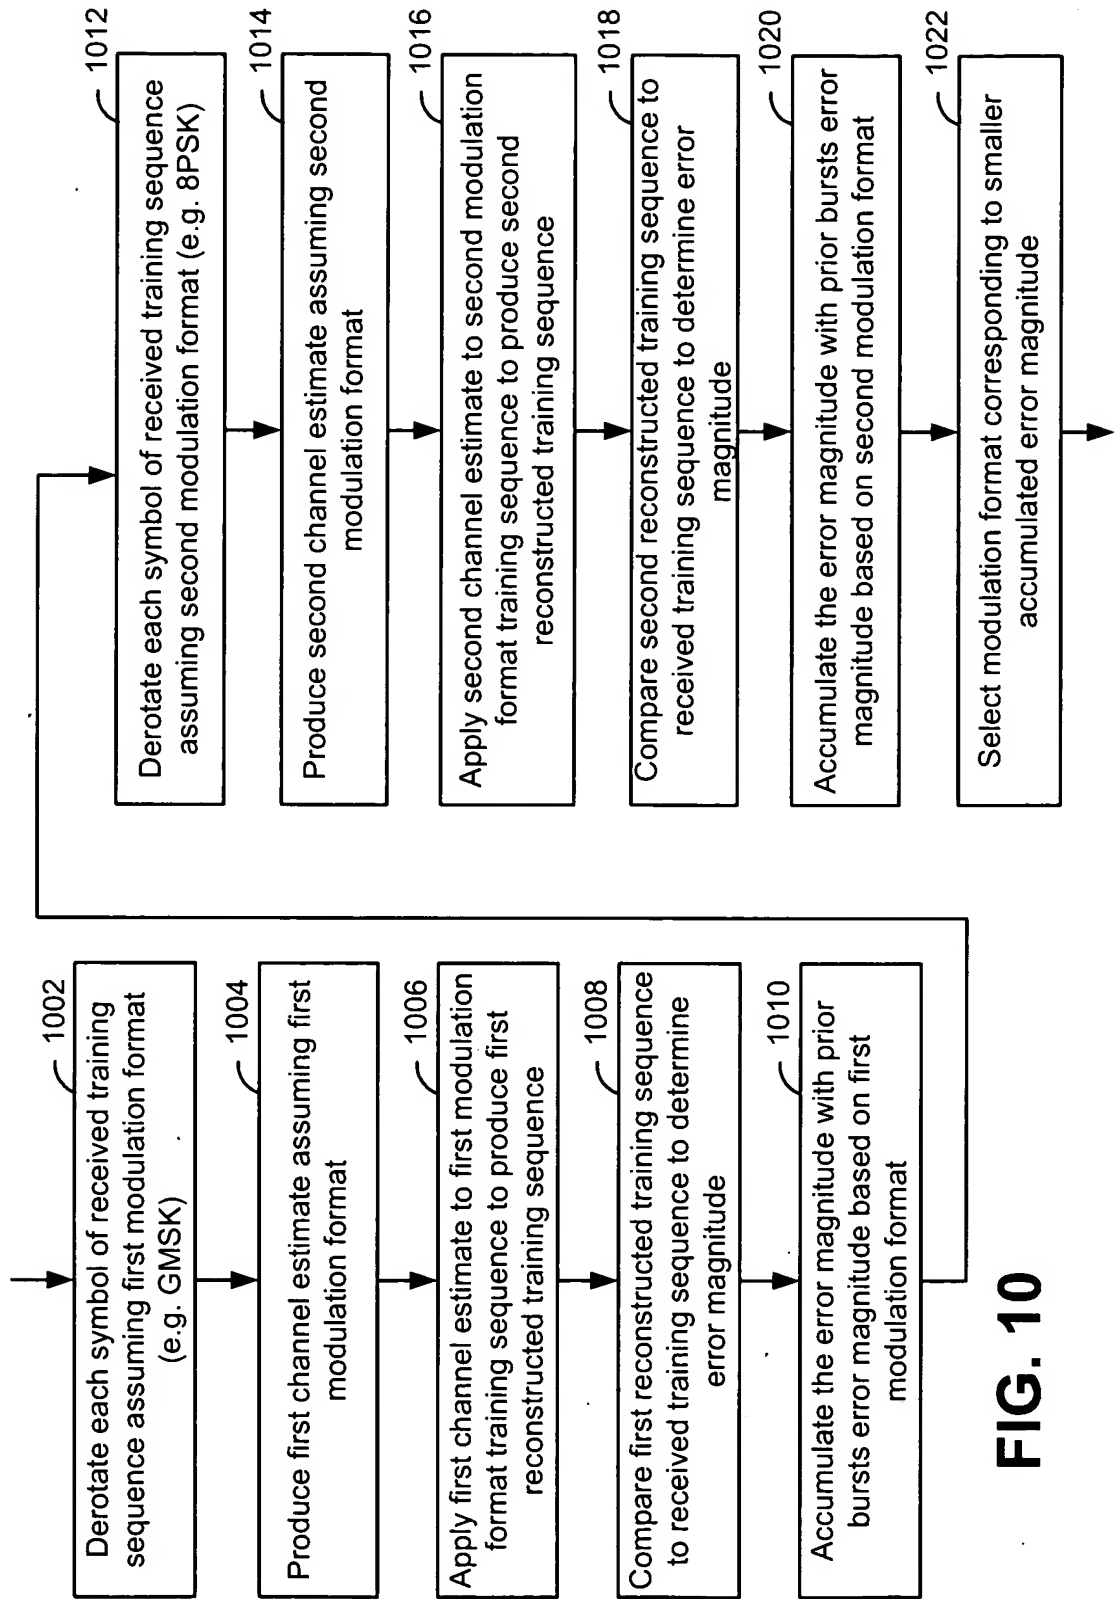 1002
Derotate each symbol of received training
sequence assuming first modulation format
(e.g. GMSK)
1004
Produce first channel estimate assuming first
modulation format
1006
Apply first channel estimate to first modulation
format training sequence to produce first
reconstructed training sequence
1008
Compare first reconstructed training sequence
to received training sequence to determine
error magnitude
1010
Accumulate the error magnitude with prior
bursts error magnitude based on first
modulation format
1012
Derotate each symbol of received training sequence
assuming second modulation format (e.g. 8PSK)
1014
Produce second channel estimate assuming second
modulation format
1016
Apply second channel estimate to second modulation
format training sequence to produce second
reconstructed training sequence
1018
Compare second reconstructed training sequence to
received training sequence to determine error
magnitude
1020
Accumulate the error magnitude with prior bursts error
magnitude based on second modulation format
1022
Select modulation format corresponding to smaller
accumulated error magnitude
FIG. 10